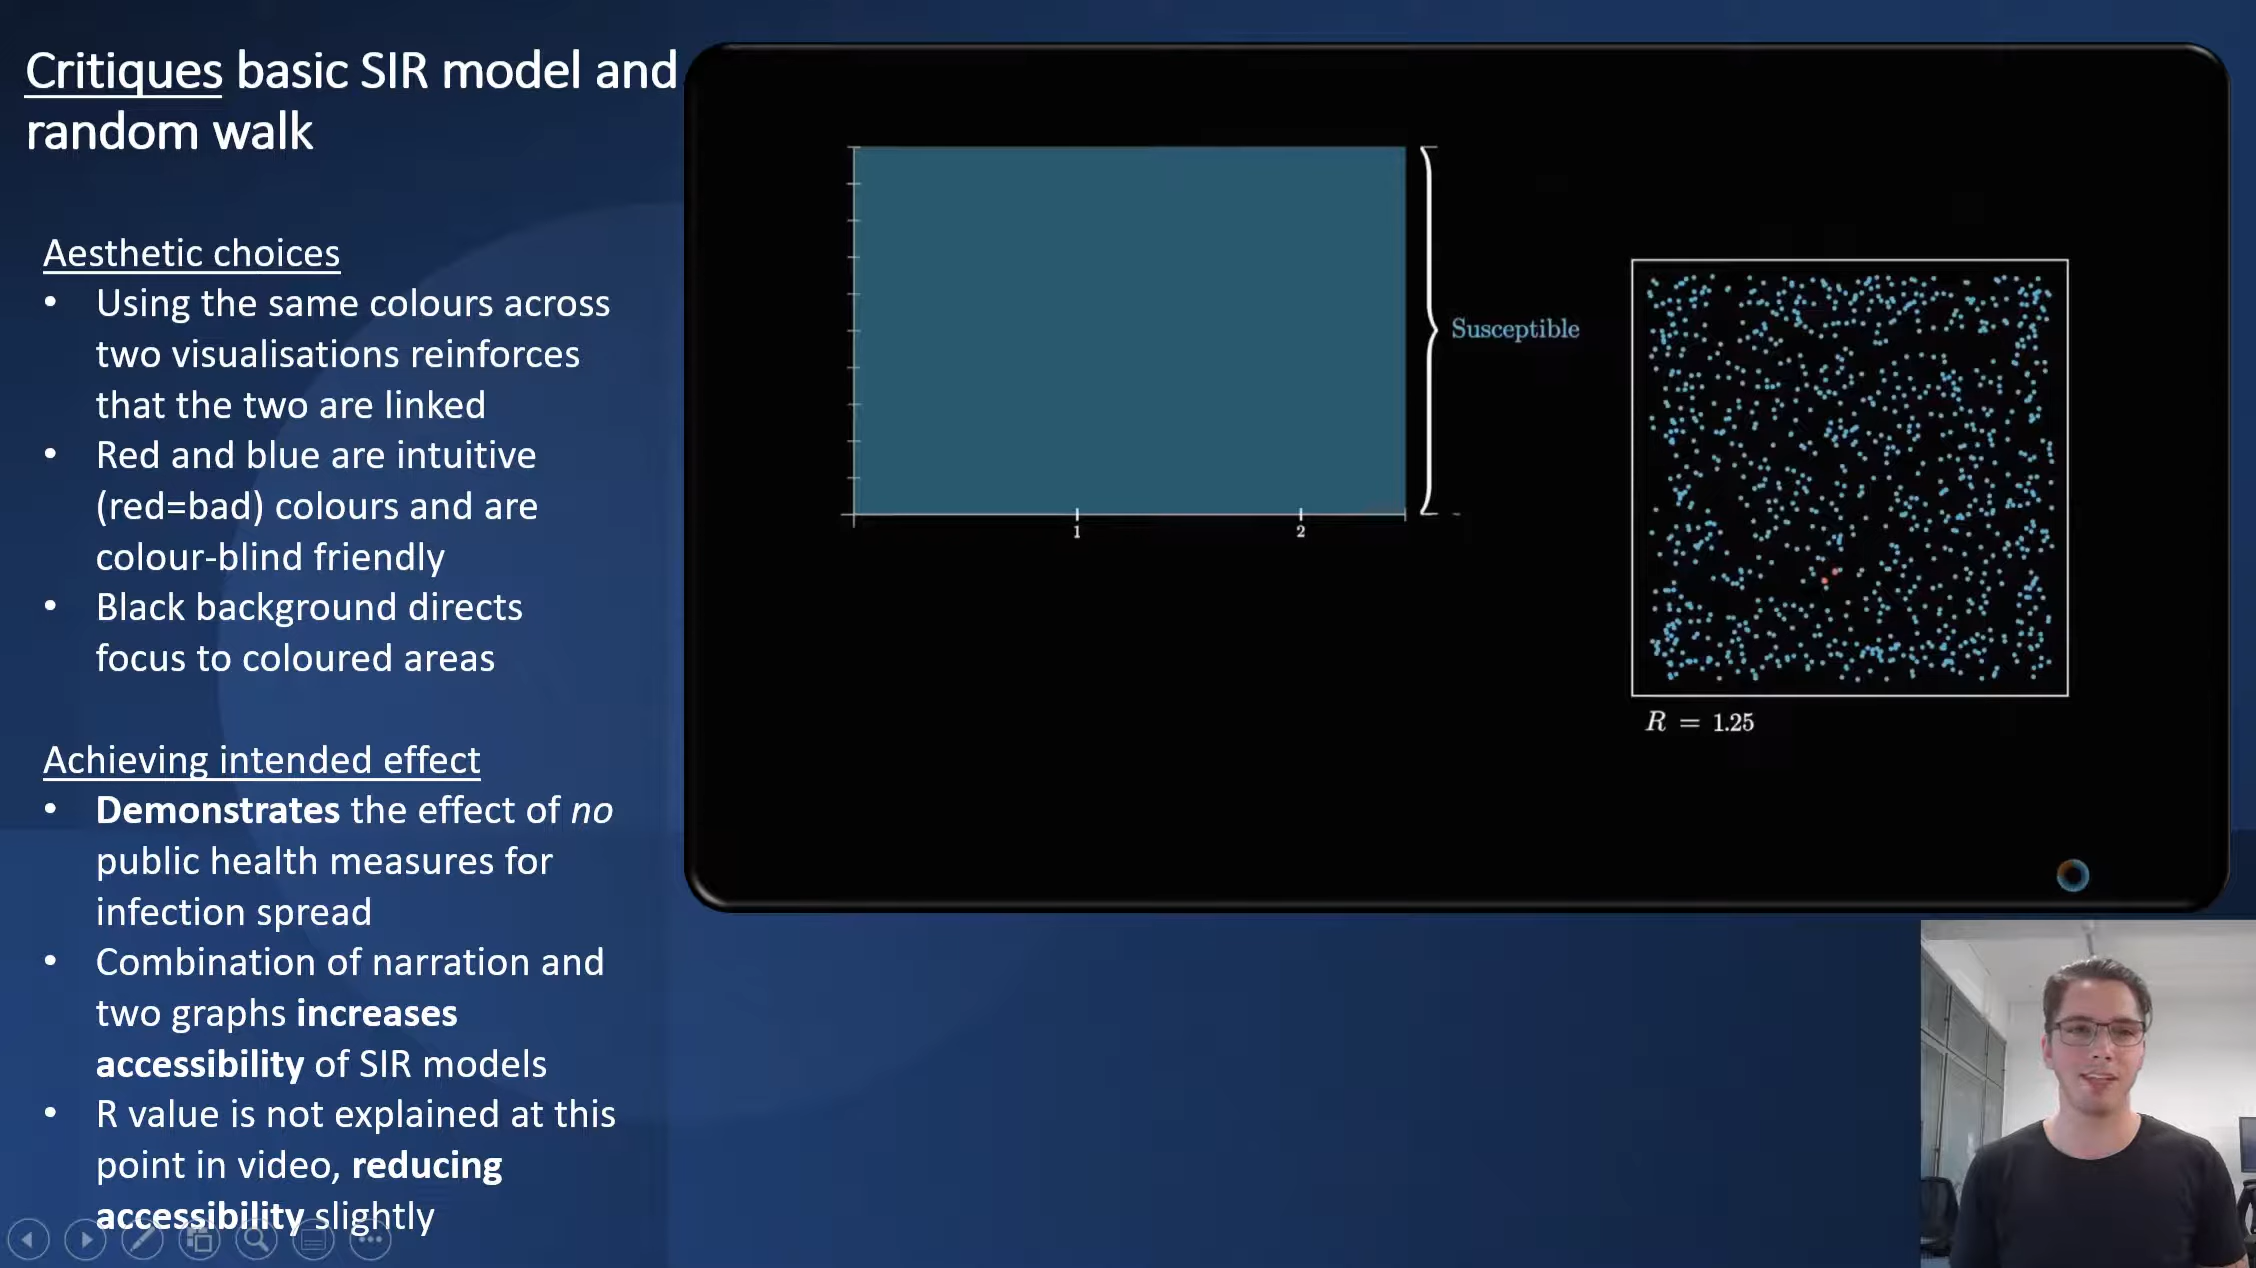 Critiques basic SIR model and
random walk
Aesthetic choices
• Using the same colours across
two visualisations reinforces
that the two are linked
• Red and blue are intuitive
(red=bad) colours and are
colour-blind friendly
• Black background directs
focus to coloured areas
Achieving intended effect
• Demonstrates the effect of no
public health measures for
infection spread
• Combination of narration and
two graphs increases
accessibility of SIR models
• R value is not explained at this
point in video, reducing
accessibility slightly
Susceptible
1
2
R = 1.25